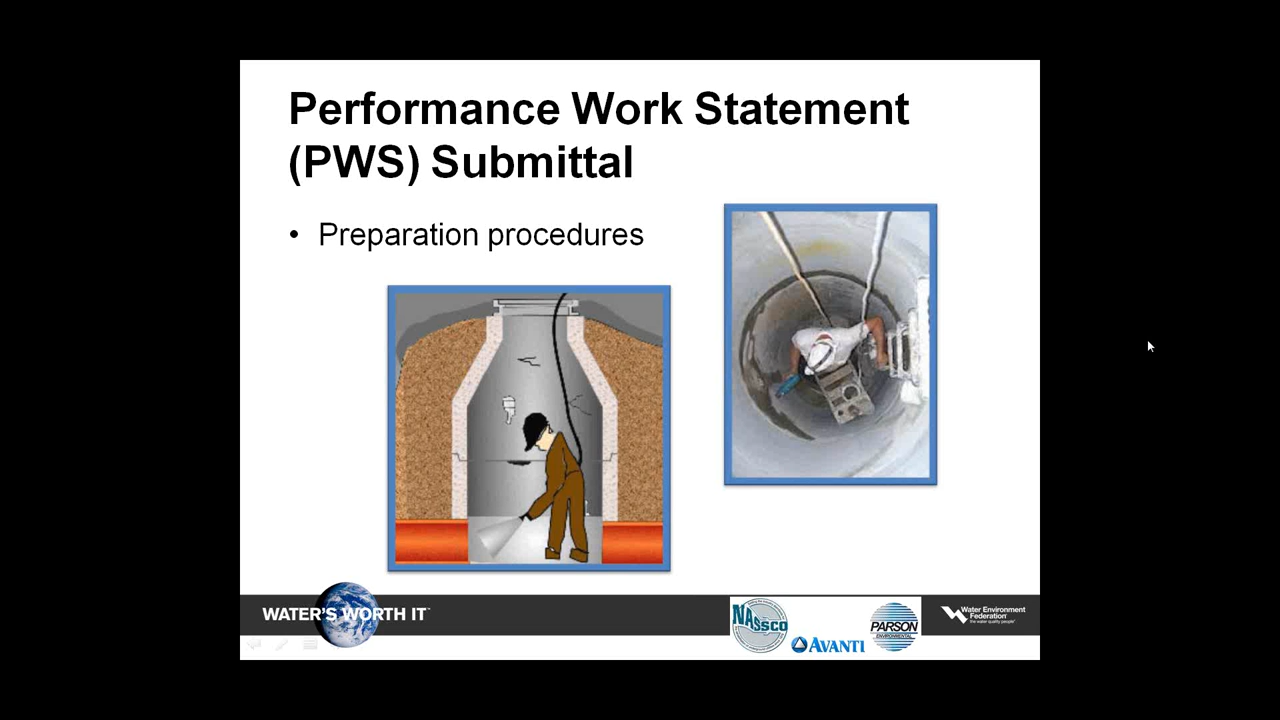 Performance Work Statement
(PWS) Submittal
• Preparation procedures
WATER'S WORTH IT™
NASSCO
AVANTI
PARSON
ENVIRONMENTAL
Water Environment
Federation
the water quality people